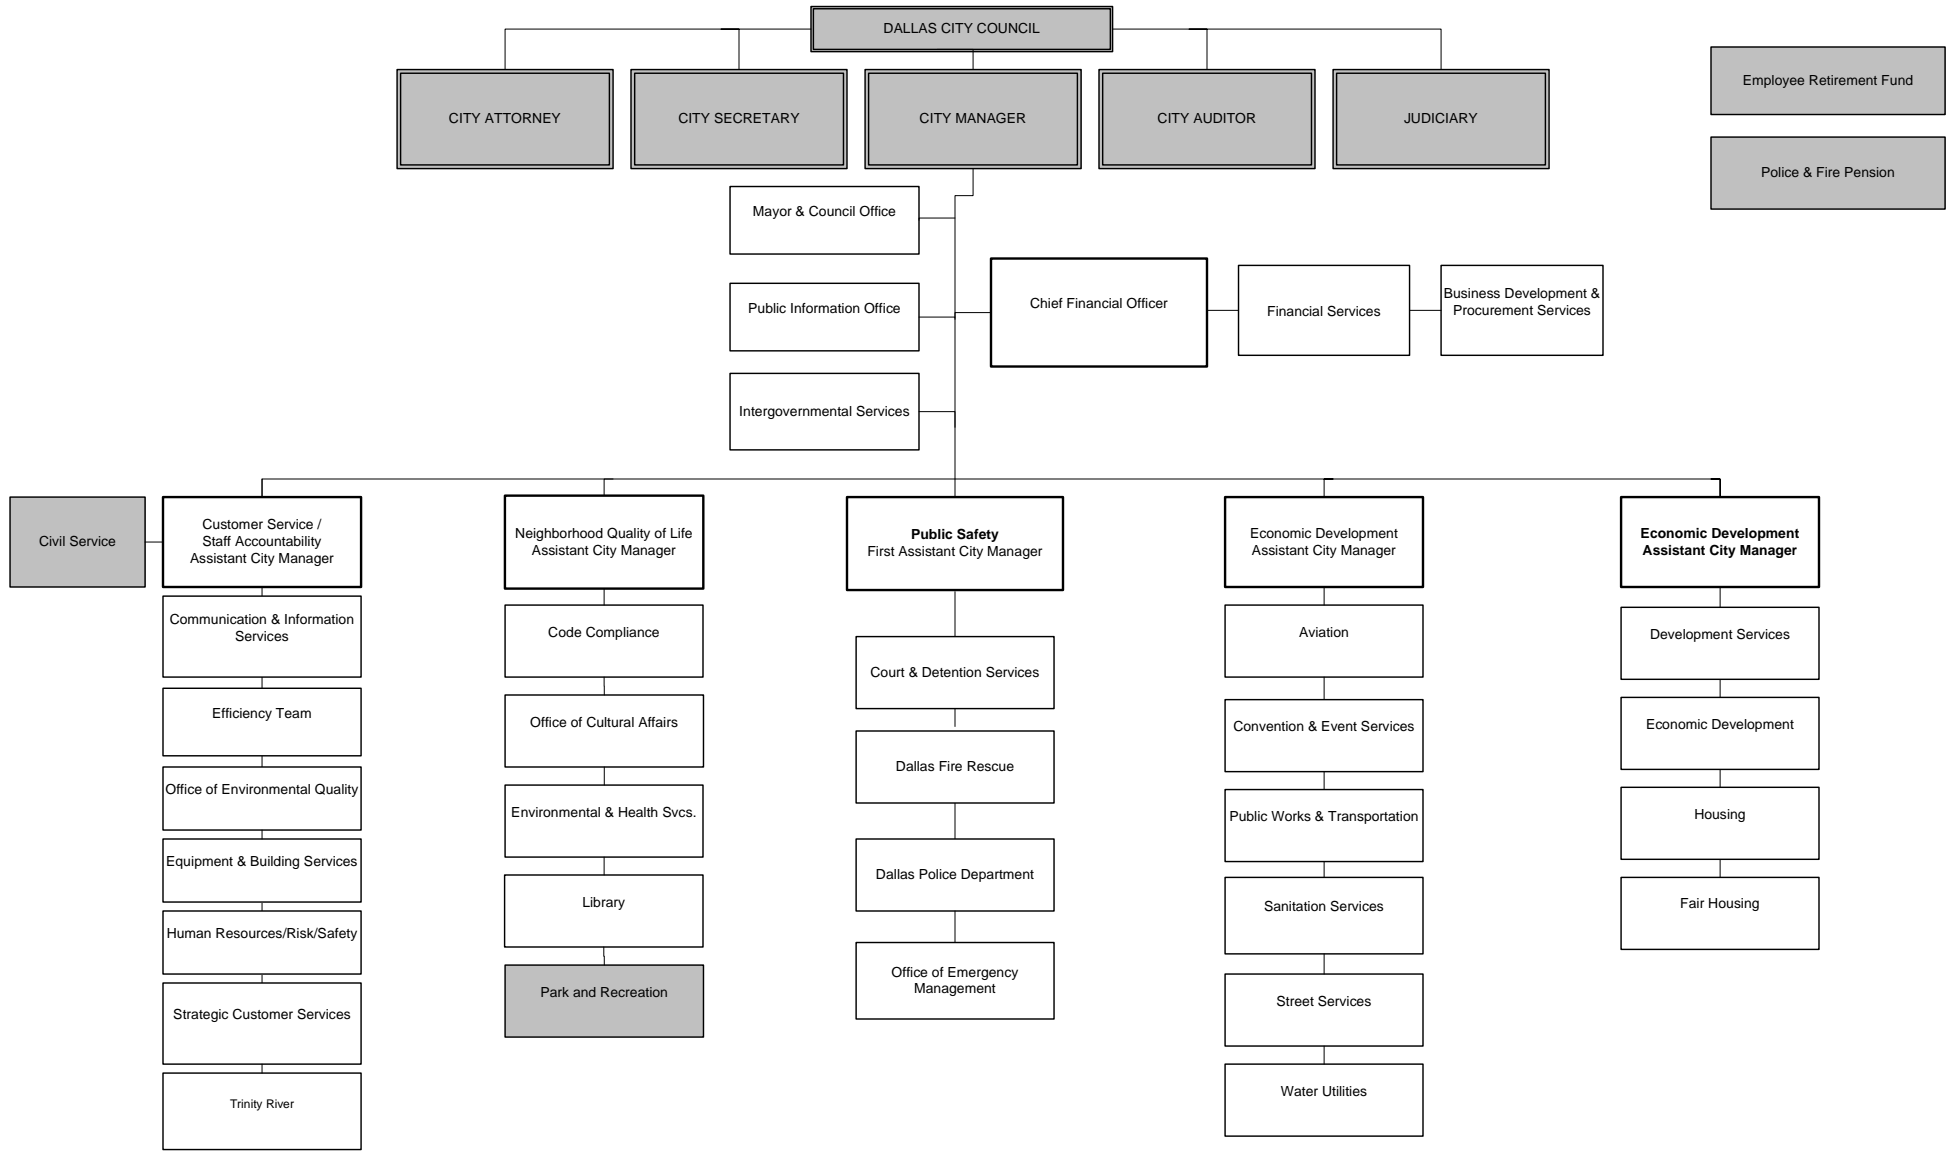 DALLAS CITY COUNCIL
CITY ATTORNEY
CITY SECRETARY
CITY MANAGER
CITY AUDITOR
JUDICIARY
Employee Retirement Fund
Police & Fire Pension
Mayor & Council Office
Public Information Office
Intergovernmental Services
Chief Financial Officer
Financial Services
Business Development &
Procurement Services
Civil Service
Customer Service /
Staff Accountability
Assistant City Manager
Communication & Information
Services
Efficiency Team
Office of Environmental Quality
Equipment & Building Services
Human Resources/Risk/Safety
Strategic Customer Services
Trinity River
Neighborhood Quality of Life
Assistant City Manager
Code Compliance
Office of Cultural Affairs
Environmental & Health Svcs.
Library
Park and Recreation
Public Safety
First Assistant City Manager
Court & Detention Services
Dallas Fire Rescue
Dallas Police Department
Office of Emergency
Management
Economic Development
Assistant City Manager
Aviation
Convention & Event Services
Public Works & Transportation
Sanitation Services
Street Services
Water Utilities
Economic Development
Assistant City Manager
Development Services
Economic Development
Housing
Fair Housing